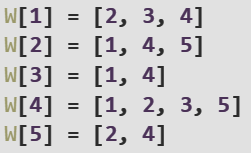 W[1] = [2, 3, 4]
W[2] = [1, 4, 5]
W[3] = [1, 4]
W[4] = [1, 2, 3, 5]
W[5] = [2, 4]